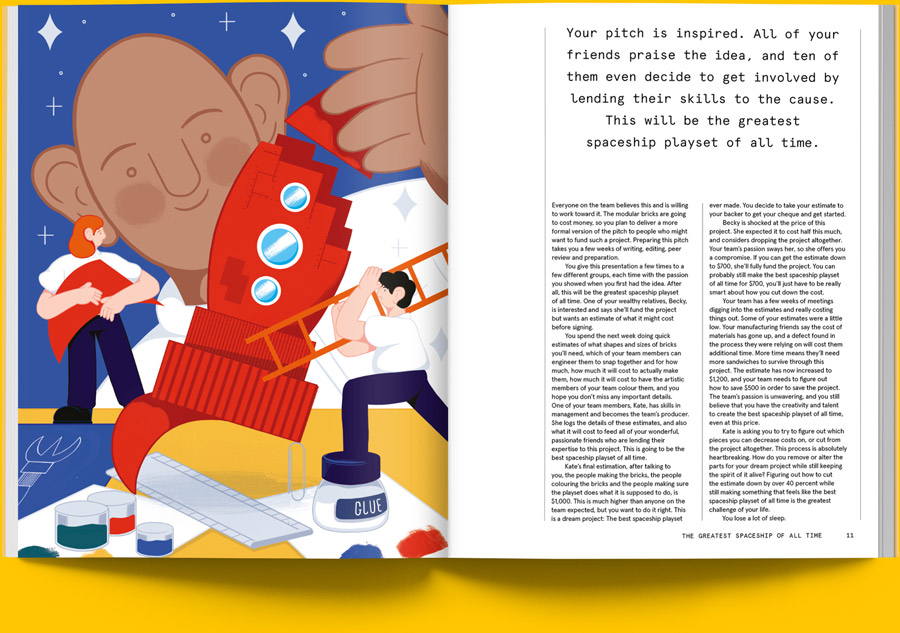 GLUE
Your pitch is inspired. All of your
friends praise the idea, and ten of
them even decide to get involved by
lending their skills to the cause.
This will be the greatest
spaceship playset of all time.
Everyone on the team believes this and is willing
to work toward it. The modular bricks are going
to cost money, so you plan to deliver a more
formal version of the pitch to people who might
want to fund such a project. Preparing this pitch
takes you a few weeks of writing, editing, peer
review and preparation.
You give this presentation a few times to a
few different groups, each time with the passion
you showed when you first had the idea. After
all, this will be the greatest spaceship playset
of all time. One of your wealthy relatives, Becky,
is interested and says she'll fund the project
but wants an estimate of what it might cost
before signing.
You spend the next week doing quick
estimates of what shapes and sizes of bricks
you'll need, which of your team members can
engineer them to snap together and for how
much, how much it will cost to actually make
them, how much it will cost to have the artistic
members of your team colour them, and you
hope you don't miss any important details.
One of your team members, Kate, has skills in
management and becomes the team's producer.
She logs the details of these estimates, and also
what it will cost to feed all of your wonderful,
passionate friends who are lending their
expertise to this project. This is going to be the
best spaceship playset of all time.
Kate's final estimation, after talking to
you, the people making the bricks, the people
colouring the bricks and the people making sure
the playset does what it is supposed to do, is
$1,000. This is much higher than anyone on the
team expected, but you want to do it right. This
is a dream project: The best spaceship playset
ever made. You decide to take your estimate to
your backer to get your cheque and get started.
Becky is shocked at the price of this
project. She expected it to cost half this much,
and considers dropping the project altogether.
Your team's passion sways her, so she offers you
a compromise. If you can get the estimate down
to $700, she'll fully fund the project. You can
probably still make the best spaceship playset
of all time for $700, you'll just have to be really
smart about how you cut down the cost.
Your team has a few weeks of meetings
digging into the estimates and really costing
things out. Some of your estimates were a little
low. Your manufacturing friends say the cost of
materials has gone up, and a defect found in
the process they were relying on will cost them
additional time. More time means they'll need
more sandwiches to survive through this
project. The estimate has now increased to
$1,200, and your team needs to figure out
how to save $500 in order to save the project.
The team's passion is unwavering, and you still
believe that you have the creativity and talent
to create the best spaceship playset of all time,
even at this price.
Kate is asking you to try to figure out which
pieces you can decrease costs on, or cut from
the project altogether. This process is absolutely
heartbreaking. How do you remove or alter the
parts for your dream project while still keeping
the spirit of it alive? Figuring out how to cut
the estimate down by over 40 percent while
still making something that feels like the best
spaceship playset of all time is the greatest
challenge of your life.
You lose a lot of sleep.
THE GREATEST SPACESHIP OF ALL TIME 11